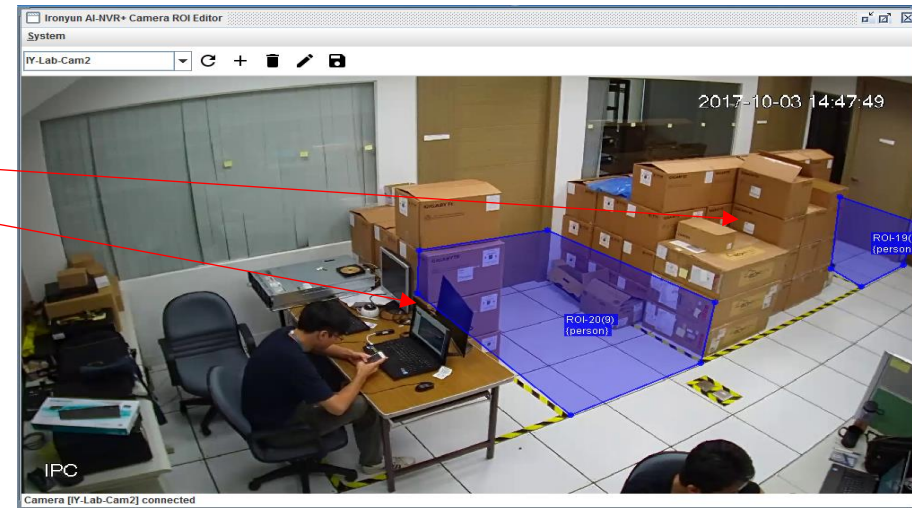 Ironyun AI-NVR+ Camera ROI Editor
System
IY-Lab-Cam2
2017-10-03 14:47:49
ROI-19(
{person
ROI-20(9)
{person}
IPC
Camera [IY-Lab-Cam2] connected